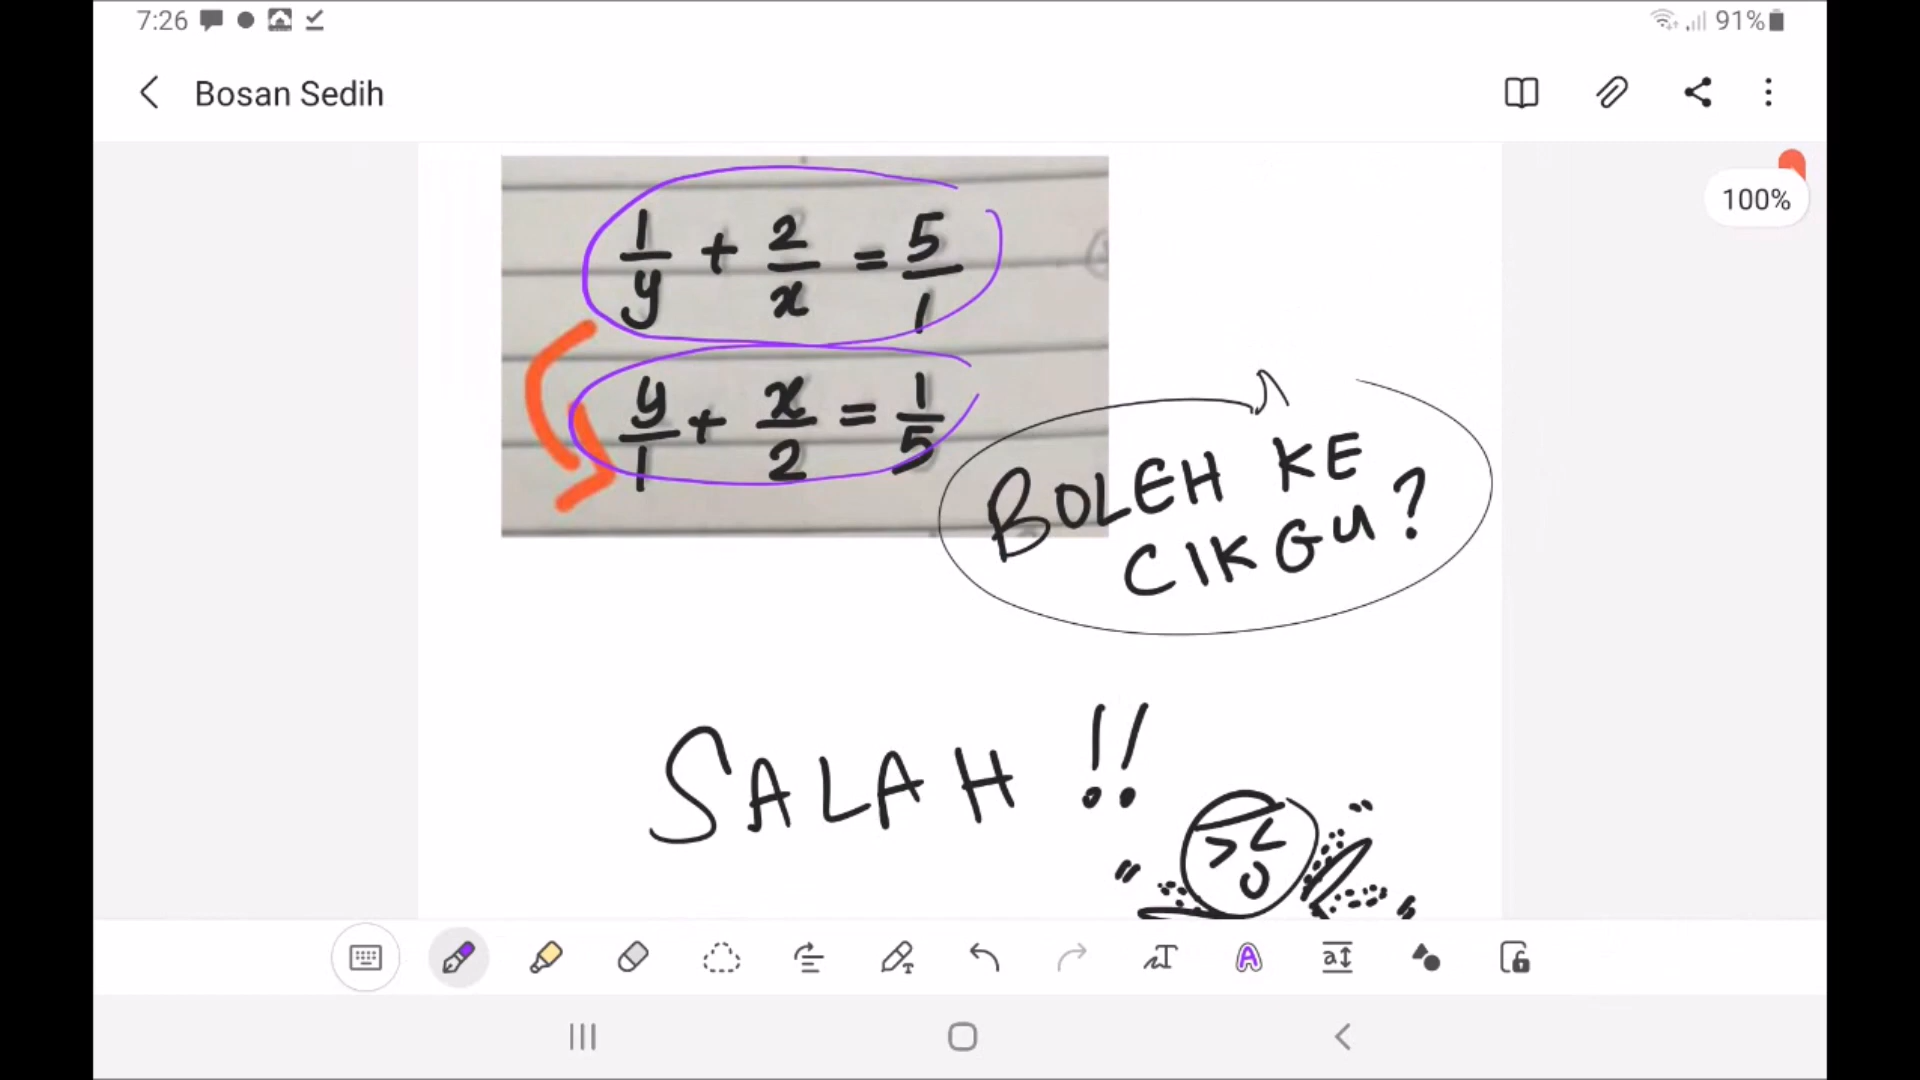 7:26
91%
Bosan Sedih
100%
1/y + 2/x = 5/1
y/1 + x/2 = 1/5
BOLEH KE
CIKGU?
SALAH !!
T
A
a